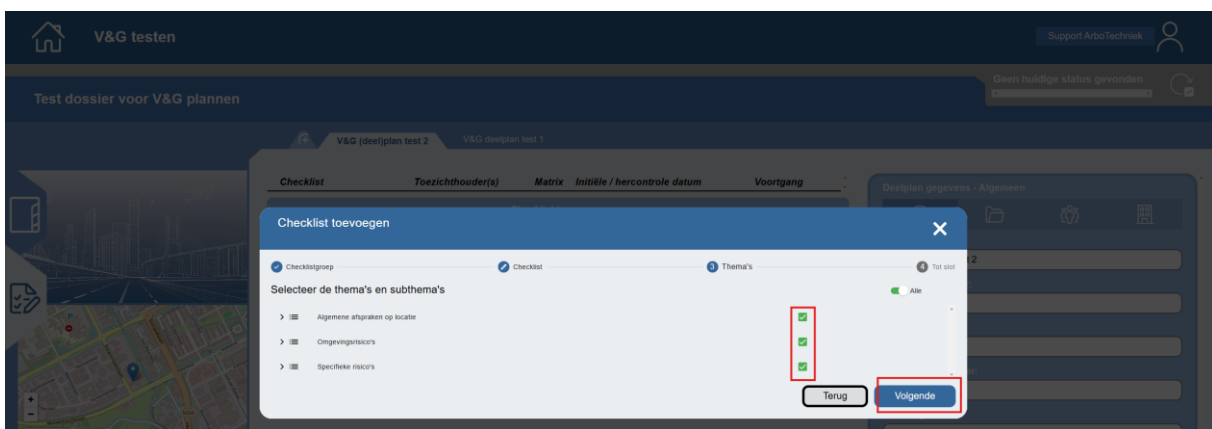 V&G testen
Support ArboTechniek
Test dossier voor V&G plannen
Geen huidige status gevonden
V&G (deel)plan test 2
V&G deelplan test 1
Checklist Toezichthouder(s) Matrix Initiële / hercontrole datum Voortgang
Deelplan gegevens - Algemeen
Checklist toevoegen
Checklistgroep
Checklist
3 Thema's
4 Tot slot
Selecteer de thema's en subthema's
Alle
Algemene afspraken op locatie
Omgevingsrisico's
Specifieke risico's
Terug
Volgende
+
-